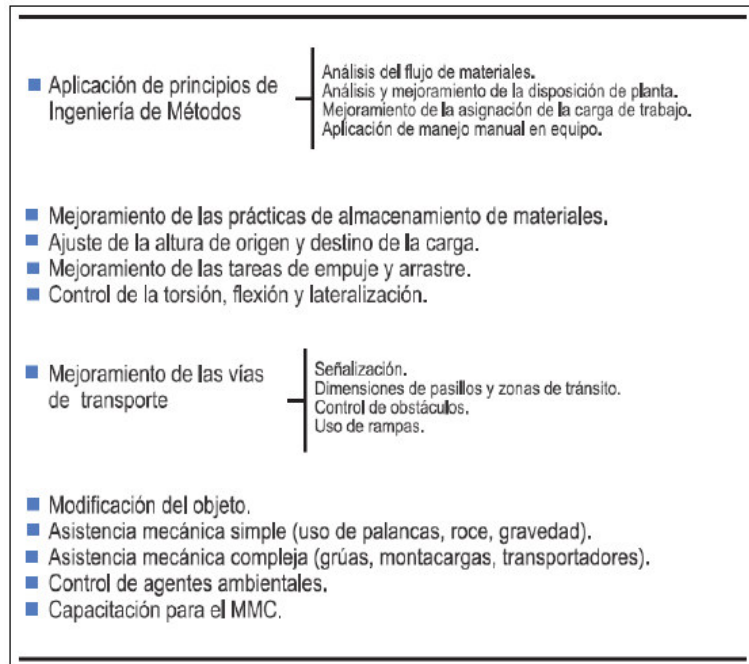 Aplicación de principios de
Ingeniería de Métodos
Análisis del flujo de materiales.
Análisis y mejoramiento de la disposición de planta.
Mejoramiento de la asignación de la carga de trabajo.
Aplicación de manejo manual en equipo.
Mejoramiento de las prácticas de almacenamiento de materiales.
Ajuste de la altura de origen y destino de la carga.
Mejoramiento de las tareas de empuje y arrastre.
Control de la torsión, flexión y lateralización.
Mejoramiento de las vías
de transporte
Señalización.
Dimensiones de pasillos y zonas de tránsito.
Control de obstáculos.
Uso de rampas.
Modificación del objeto.
Asistencia mecánica simple (uso de palancas, roce, gravedad).
Asistencia mecánica compleja (grúas, montacargas, transportadores).
Control de agentes ambientales.
Capacitación para el MMC.